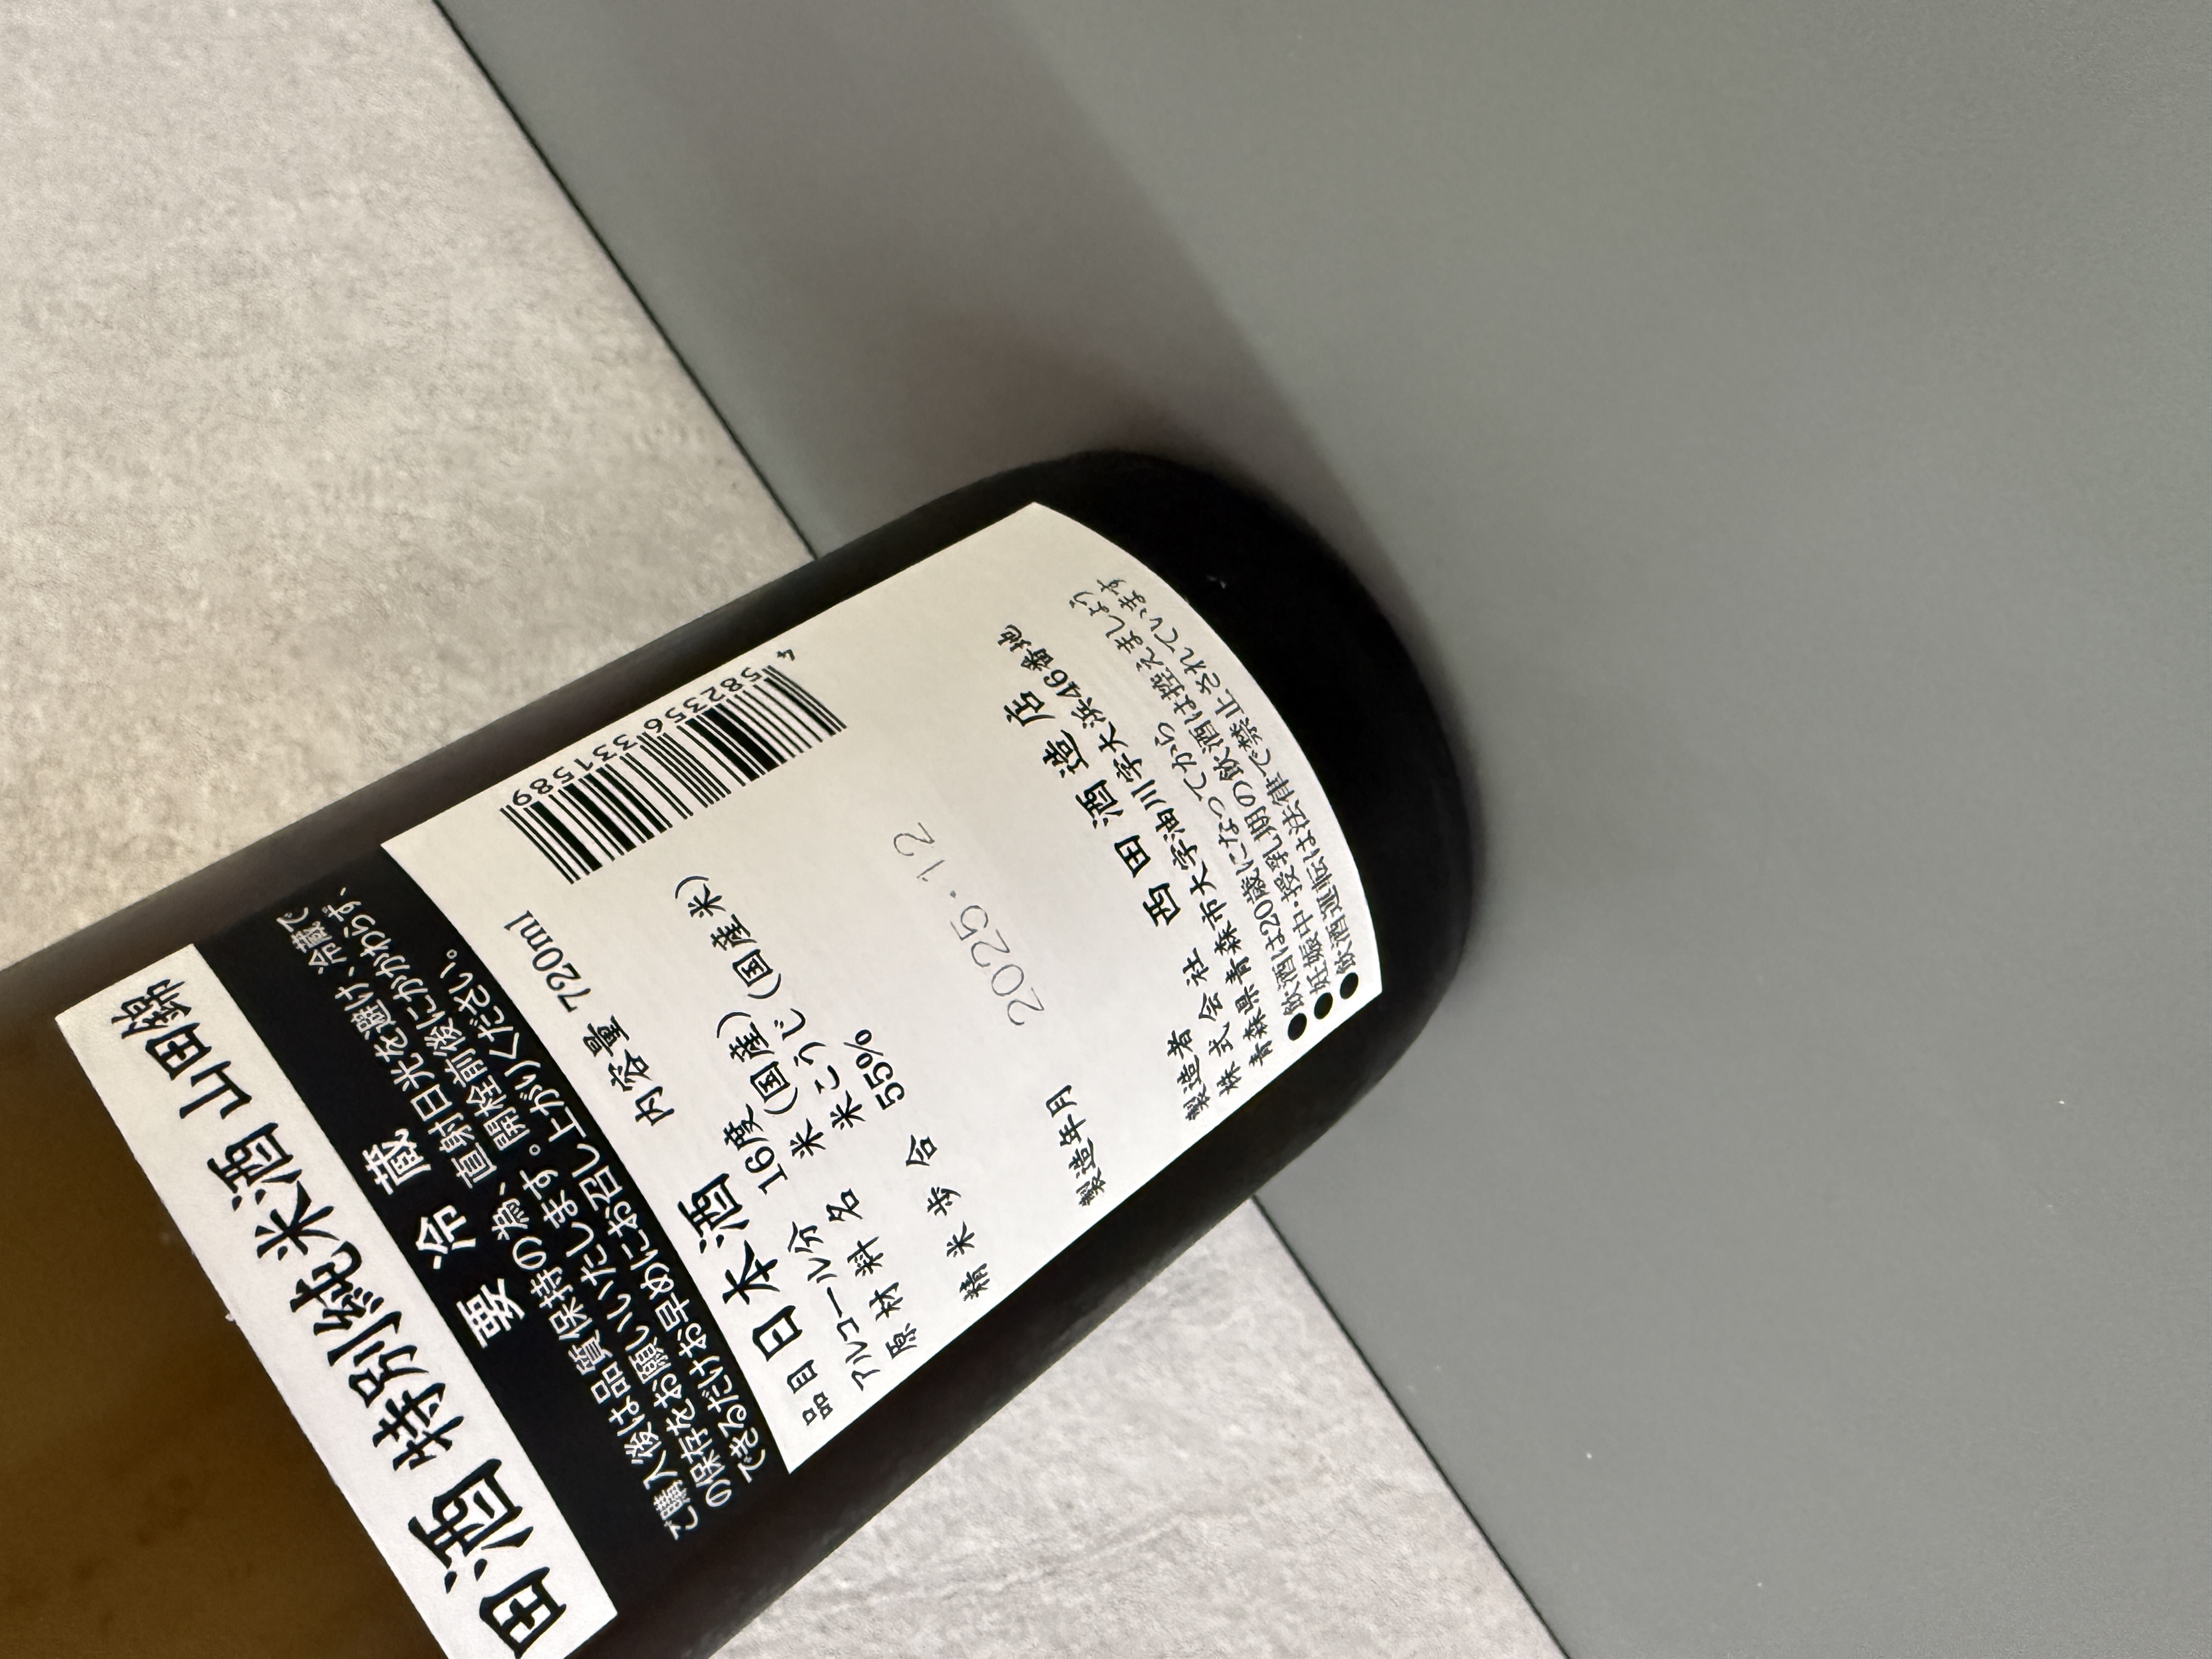 田酒 特別純米酒 山田錦
要冷蔵
ご購入後は品質保持の為、直射日光を避け、冷蔵で
の保存をお願いいたします。開栓前後にかかわらず、
できるだけお早めにお召し上がりください。
内容量 720ml
品目 日本酒
アルコール分 16度
原材料名 米(国産)
米こうじ(国産米)
精米歩合 55%
4 582356 331589
製造年月 2025.12
製造者
株式会社 西田酒造店
青森県青森市大字油川字大浜46番地
●飲酒は20歳になってから
●妊娠中・授乳期の飲酒は控えましょう
●飲酒運転は法律で禁止されています